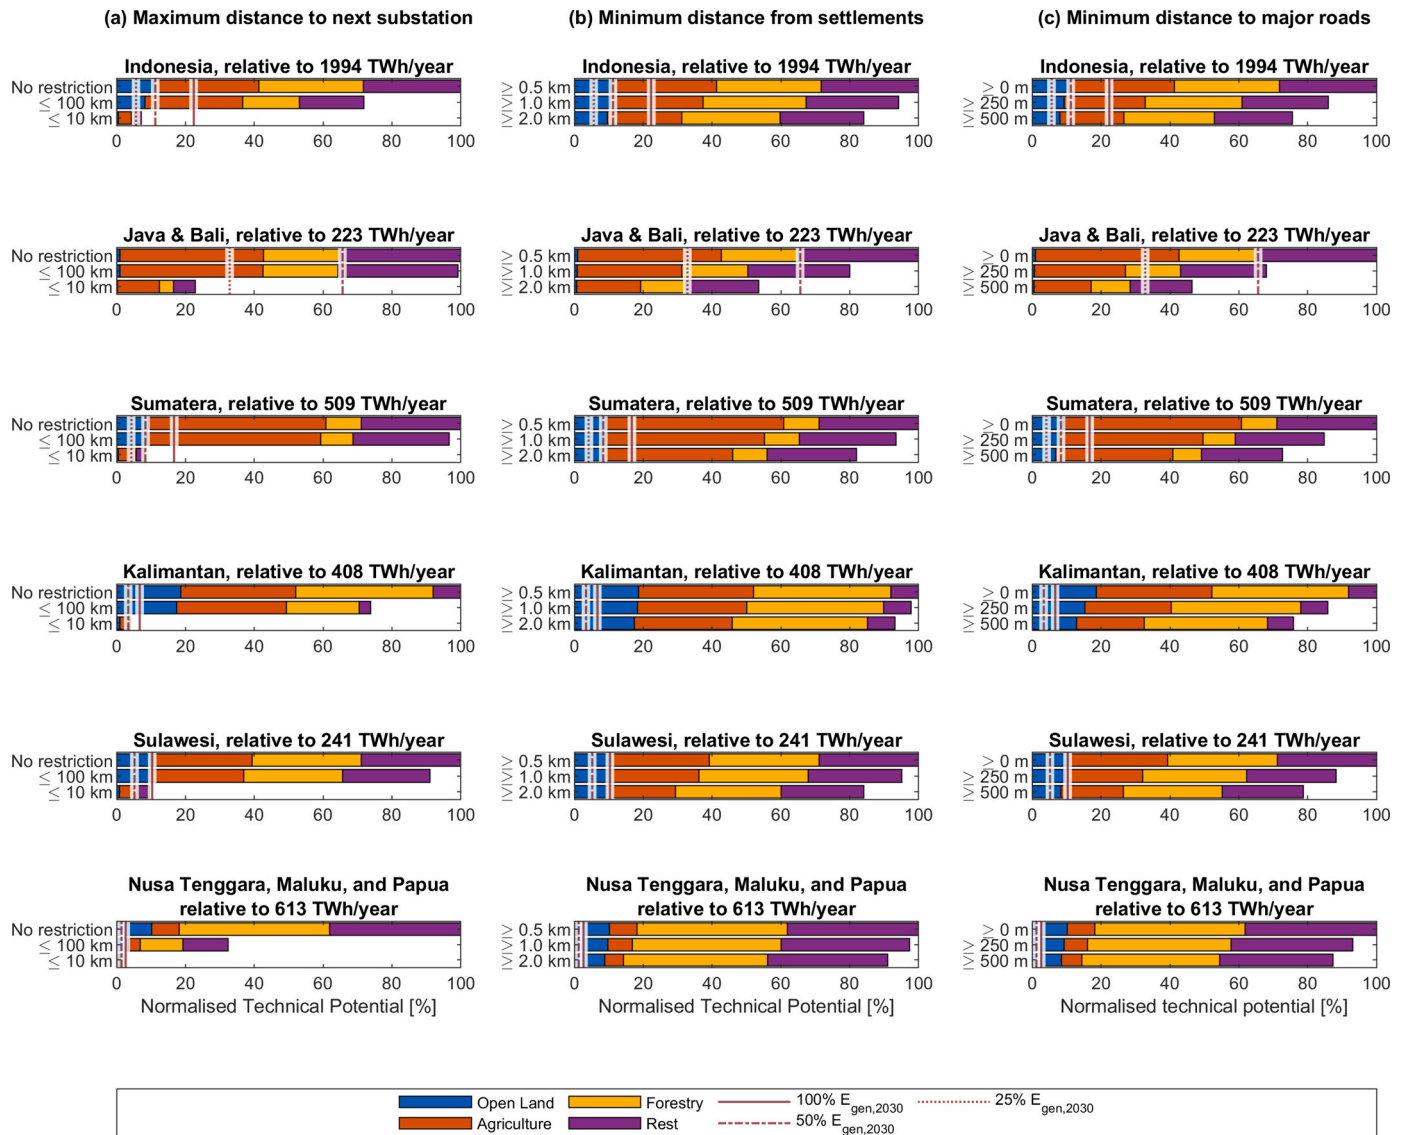 (a) Maximum distance to next substation
(b) Minimum distance from settlements
(c) Minimum distance to major roads
Indonesia, relative to 1994 TWh/year
No restriction
≤ 100 km
≤ 10 km
0 20 40 60 80 100
Indonesia, relative to 1994 TWh/year
≥ 0.5 km
≥ 1.0 km
≥ 2.0 km
0 20 40 60 80 100
Indonesia, relative to 1994 TWh/year
≥ 0 m
≥ 250 m
≥ 500 m
0 20 40 60 80 100
Java & Bali, relative to 223 TWh/year
No restriction
≤ 100 km
≤ 10 km
0 20 40 60 80 100
Java & Bali, relative to 223 TWh/year
≥ 0.5 km
≥ 1.0 km
≥ 2.0 km
0 20 40 60 80 100
Java & Bali, relative to 223 TWh/year
≥ 0 m
≥ 250 m
≥ 500 m
0 20 40 60 80 100
Sumatera, relative to 509 TWh/year
No restriction
≤ 100 km
≤ 10 km
0 20 40 60 80 100
Sumatera, relative to 509 TWh/year
≥ 0.5 km
≥ 1.0 km
≥ 2.0 km
0 20 40 60 80 100
Sumatera, relative to 509 TWh/year
≥ 0 m
≥ 250 m
≥ 500 m
0 20 40 60 80 100
Kalimantan, relative to 408 TWh/year
No restriction
≤ 100 km
≤ 10 km
0 20 40 60 80 100
Kalimantan, relative to 408 TWh/year
≥ 0.5 km
≥ 1.0 km
≥ 2.0 km
0 20 40 60 80 100
Kalimantan, relative to 408 TWh/year
≥ 0 m
≥ 250 m
≥ 500 m
0 20 40 60 80 100
Sulawesi, relative to 241 TWh/year
No restriction
≤ 100 km
≤ 10 km
0 20 40 60 80 100
Sulawesi, relative to 241 TWh/year
≥ 0.5 km
≥ 1.0 km
≥ 2.0 km
0 20 40 60 80 100
Sulawesi, relative to 241 TWh/year
≥ 0 m
≥ 250 m
≥ 500 m
0 20 40 60 80 100
Nusa Tenggara, Maluku, and Papua
relative to 613 TWh/year
No restriction
≤ 100 km
≤ 10 km
0 20 40 60 80 100
Normalised Technical Potential [%]
Nusa Tenggara, Maluku, and Papua
relative to 613 TWh/year
≥ 0.5 km
≥ 1.0 km
≥ 2.0 km
0 20 40 60 80 100
Normalised Technical Potential [%]
Nusa Tenggara, Maluku, and Papua
relative to 613 TWh/year
≥ 0 m
≥ 250 m
≥ 500 m
0 20 40 60 80 100
Normalised technical potential [%]
Open Land Forestry 100% E gen,2030 25% E gen,2030
Agriculture Rest 50% E gen,2030